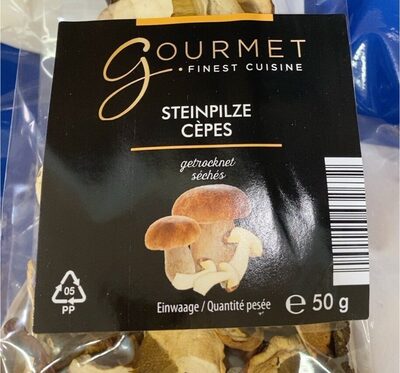 GOURMET
• FINEST CUISINE
STEINPILZE
CÈPES
getrocknet
séchés
05
PP
Einwaage / Quantité pesée ℮ 50 g